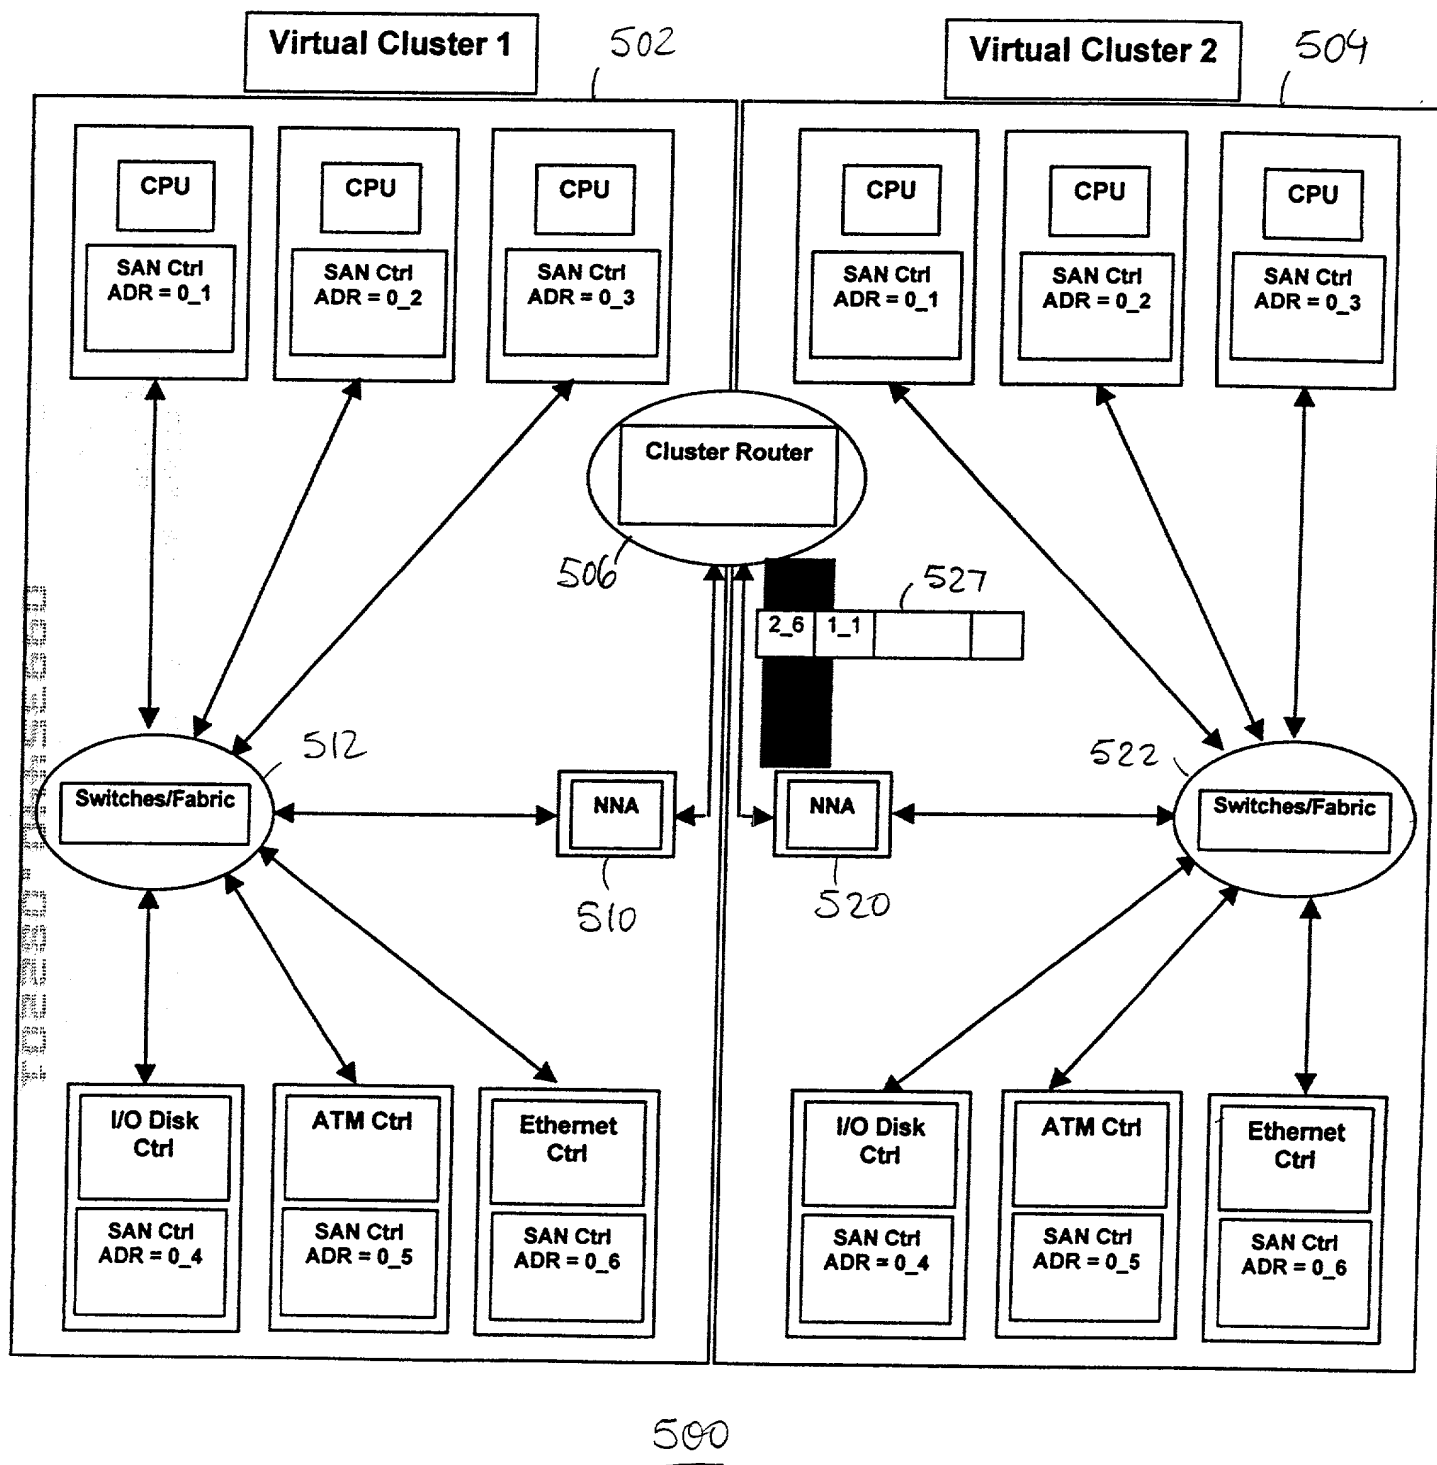 Virtual Cluster 1
502
Virtual Cluster 2
504
CPU
SAN Ctrl
ADR = 0_1
CPU
SAN Ctrl
ADR = 0_2
CPU
SAN Ctrl
ADR = 0_3
CPU
SAN Ctrl
ADR = 0_1
CPU
SAN Ctrl
ADR = 0_2
CPU
SAN Ctrl
ADR = 0_3
Cluster Router
506
527
2_6
1_1
512
Switches/Fabric
NNA
510
NNA
520
522
Switches/Fabric
I/O Disk
Ctrl
SAN Ctrl
ADR = 0_4
ATM Ctrl
SAN Ctrl
ADR = 0_5
Ethernet
Ctrl
SAN Ctrl
ADR = 0_6
I/O Disk
Ctrl
SAN Ctrl
ADR = 0_4
ATM Ctrl
SAN Ctrl
ADR = 0_5
Ethernet
Ctrl
SAN Ctrl
ADR = 0_6
500